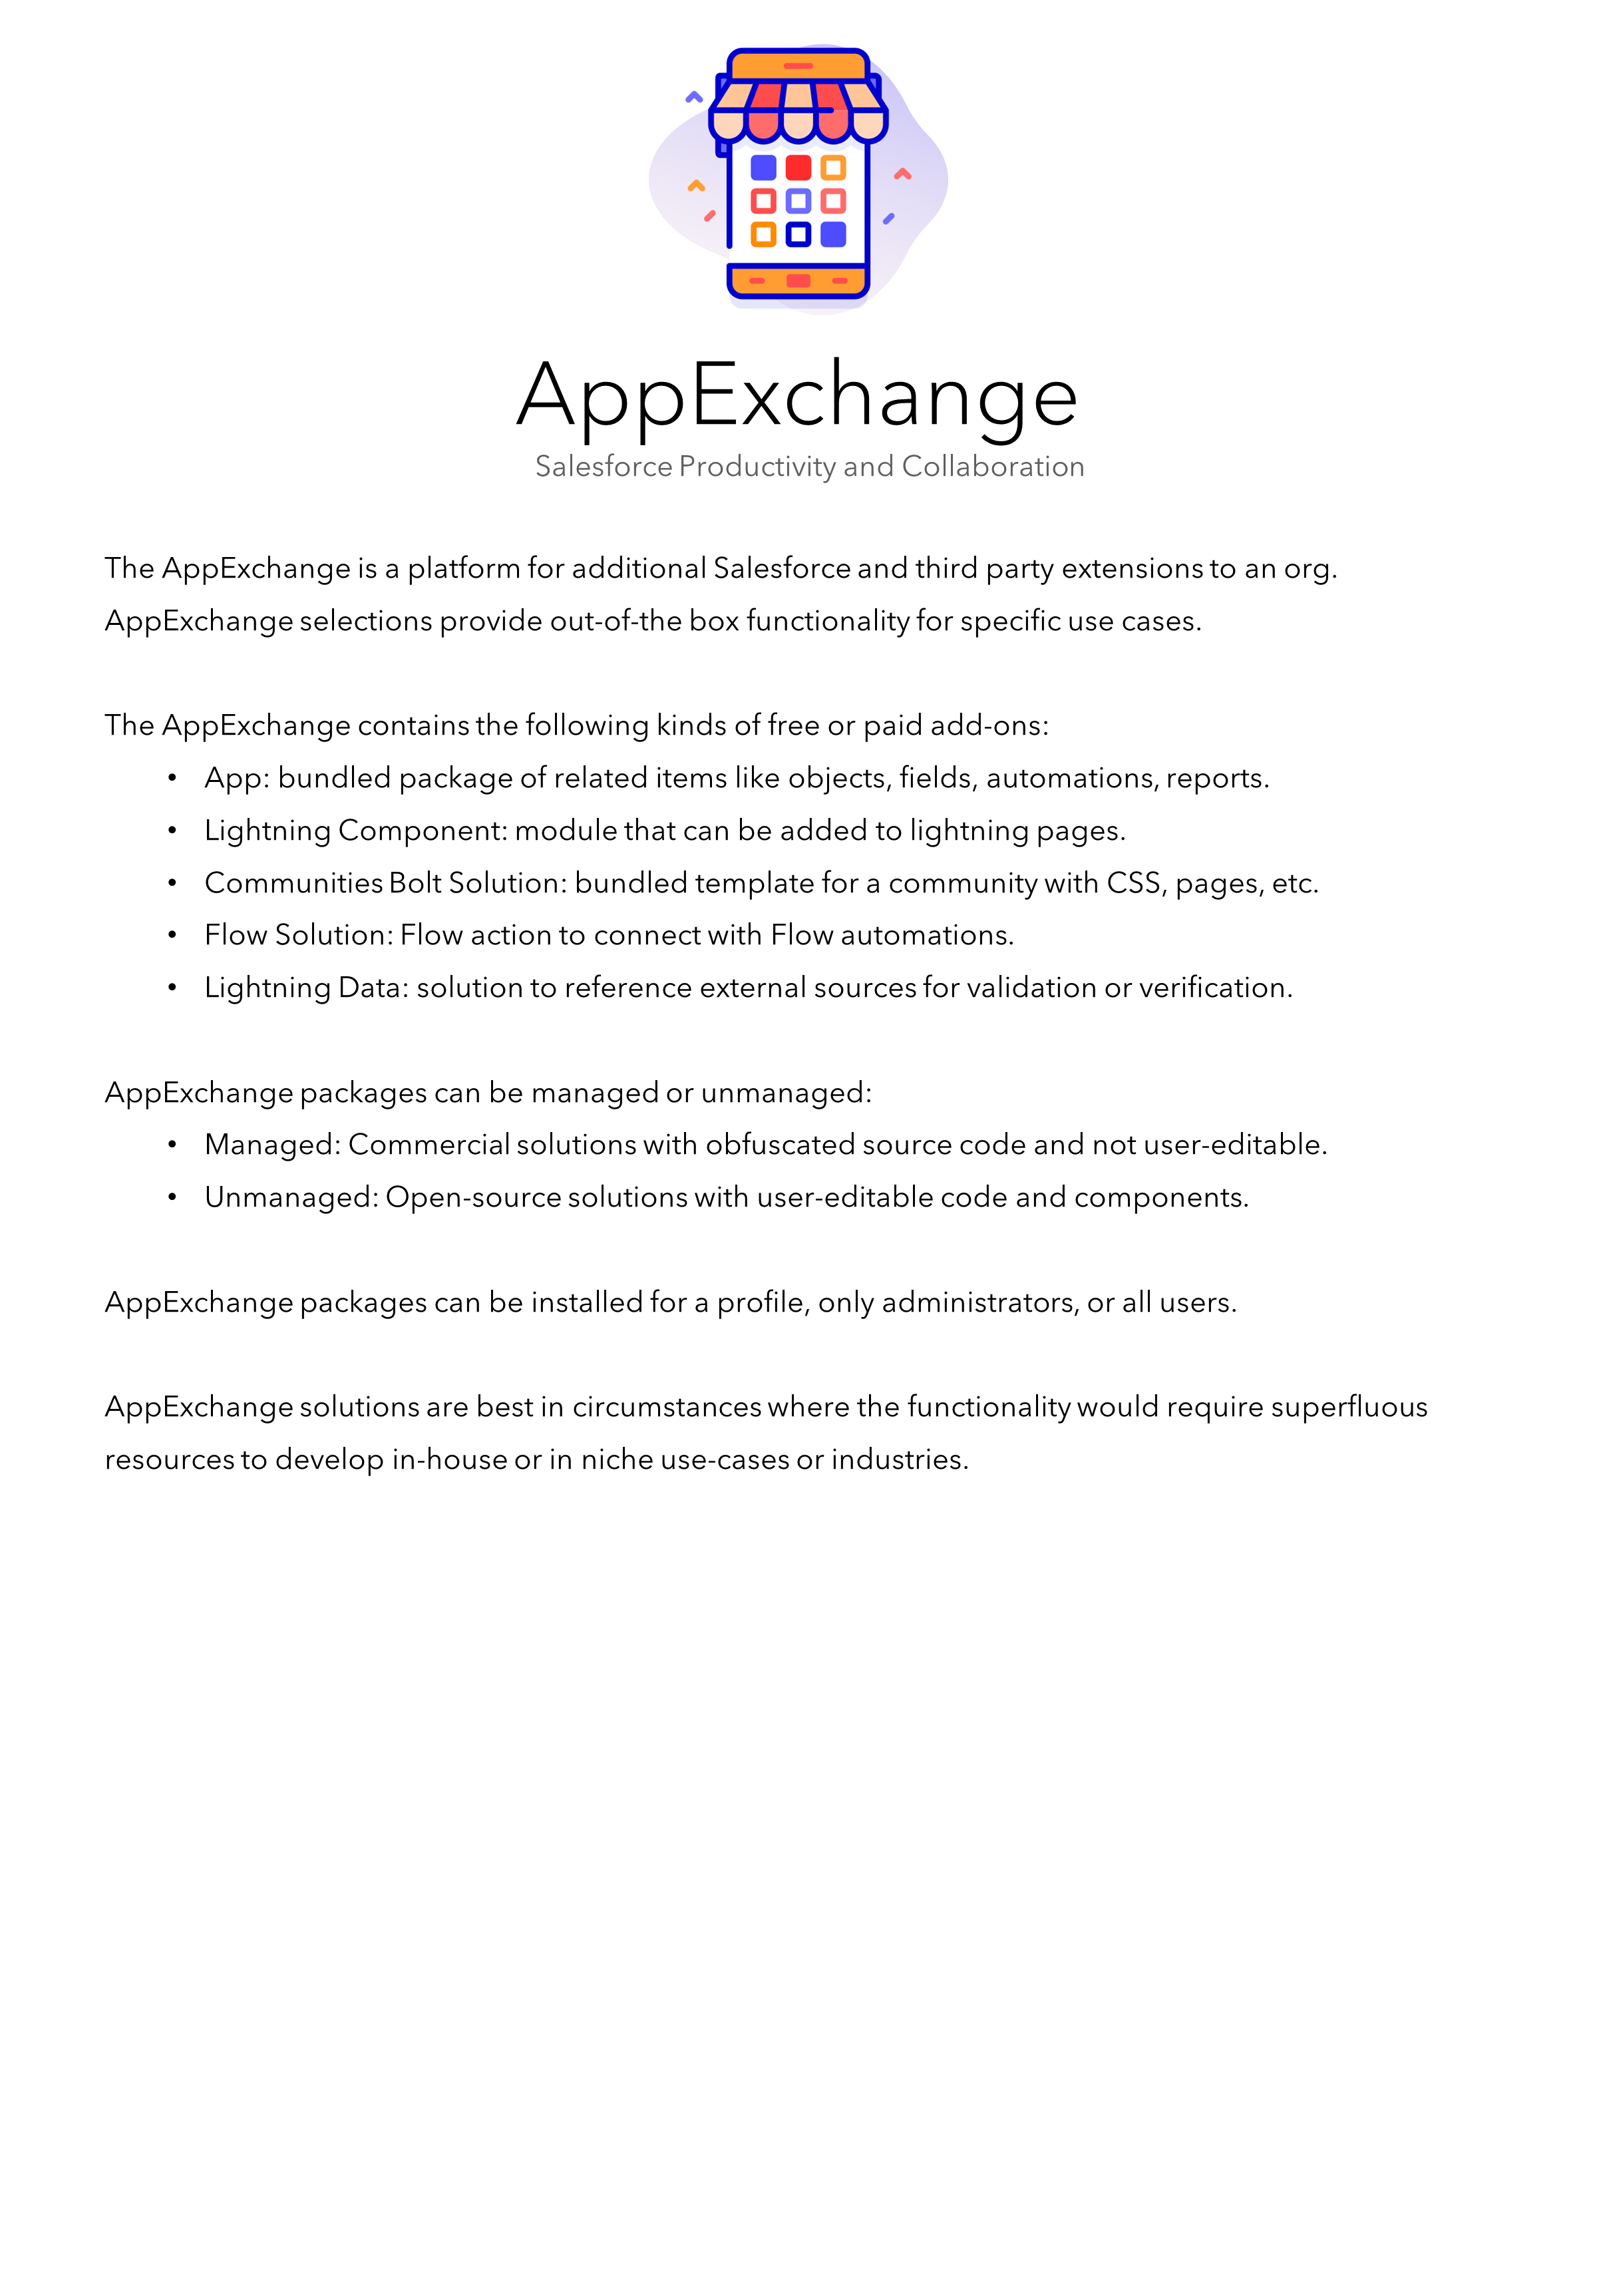 AppExchange
Salesforce Productivity and Collaboration
The AppExchange is a platform for additional Salesforce and third party extensions to an org.
AppExchange selections provide out-of-the box functionality for specific use cases.
The AppExchange contains the following kinds of free or paid add-ons:
• App: bundled package of related items like objects, fields, automations, reports.
• Lightning Component: module that can be added to lightning pages.
• Communities Bolt Solution: bundled template for a community with CSS, pages, etc.
• Flow Solution: Flow action to connect with Flow automations.
• Lightning Data: solution to reference external sources for validation or verification.
AppExchange packages can be managed or unmanaged:
• Managed: Commercial solutions with obfuscated source code and not user-editable.
• Unmanaged: Open-source solutions with user-editable code and components.
AppExchange packages can be installed for a profile, only administrators, or all users.
AppExchange solutions are best in circumstances where the functionality would require superfluous
resources to develop in-house or in niche use-cases or industries.